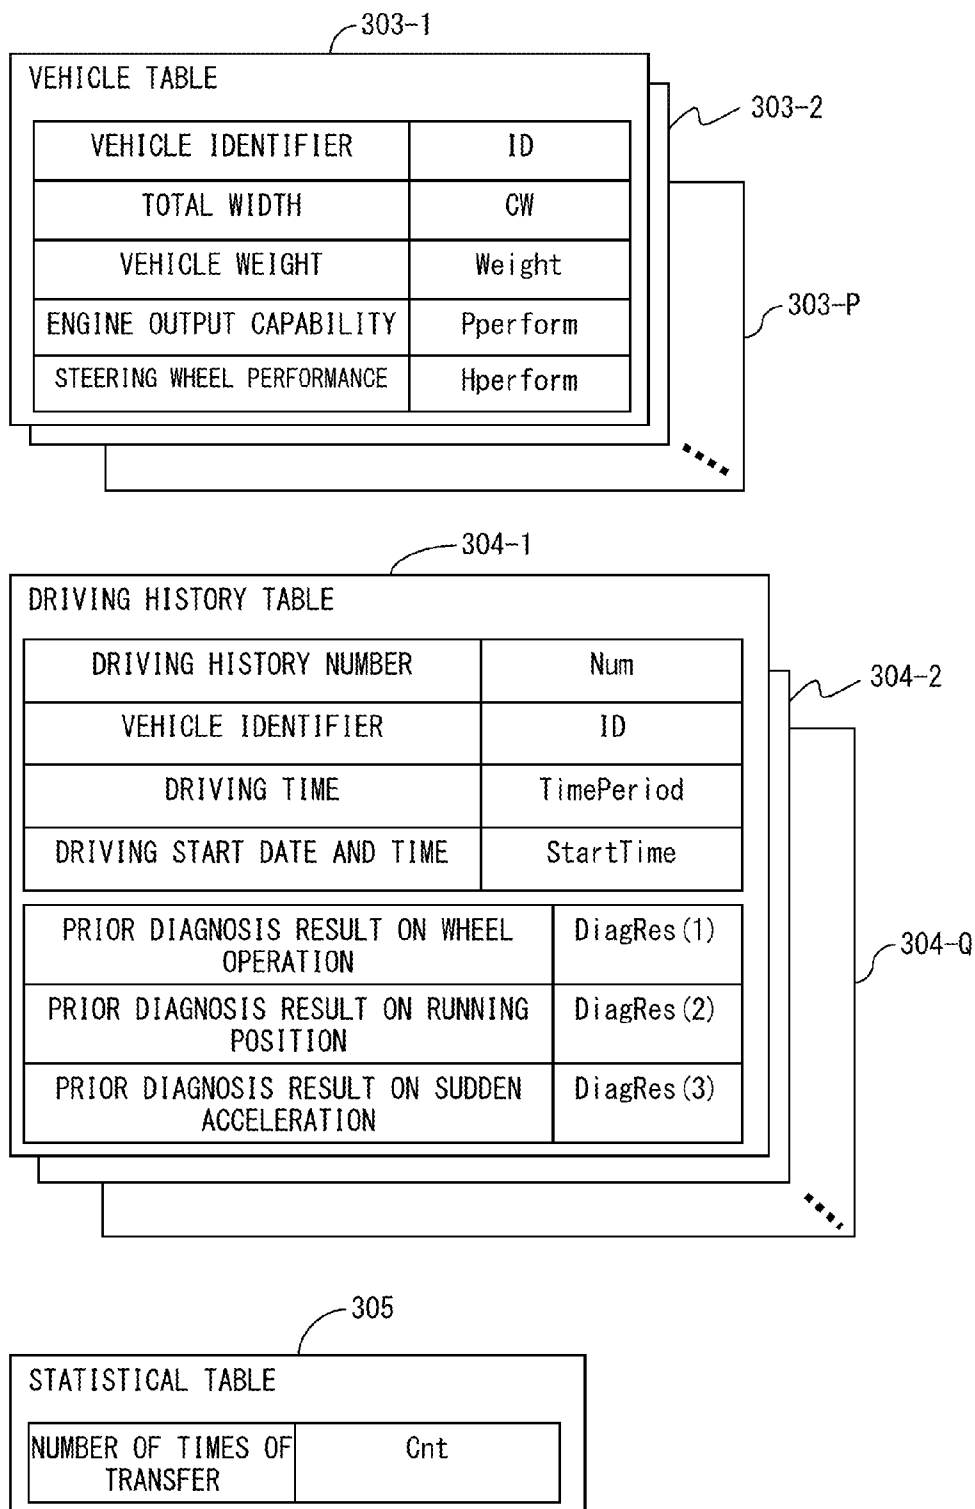 303-1
VEHICLE TABLE
303-2
VEHICLE IDENTIFIER ID
TOTAL WIDTH CW
VEHICLE WEIGHT Weight
303-P
ENGINE OUTPUT CAPABILITY Pperform
STEERING WHEEL PERFORMANCE Hperform
304-1
DRIVING HISTORY TABLE
DRIVING HISTORY NUMBER Num
304-2
VEHICLE IDENTIFIER ID
DRIVING TIME TimePeriod
DRIVING START DATE AND TIME StartTime
PRIOR DIAGNOSIS RESULT ON WHEEL
OPERATION
DiagRes(1)
304-Q
PRIOR DIAGNOSIS RESULT ON RUNNING
POSITION
DiagRes(2)
PRIOR DIAGNOSIS RESULT ON SUDDEN
ACCELERATION
DiagRes(3)
305
STATISTICAL TABLE
NUMBER OF TIMES OF
TRANSFER
Cnt